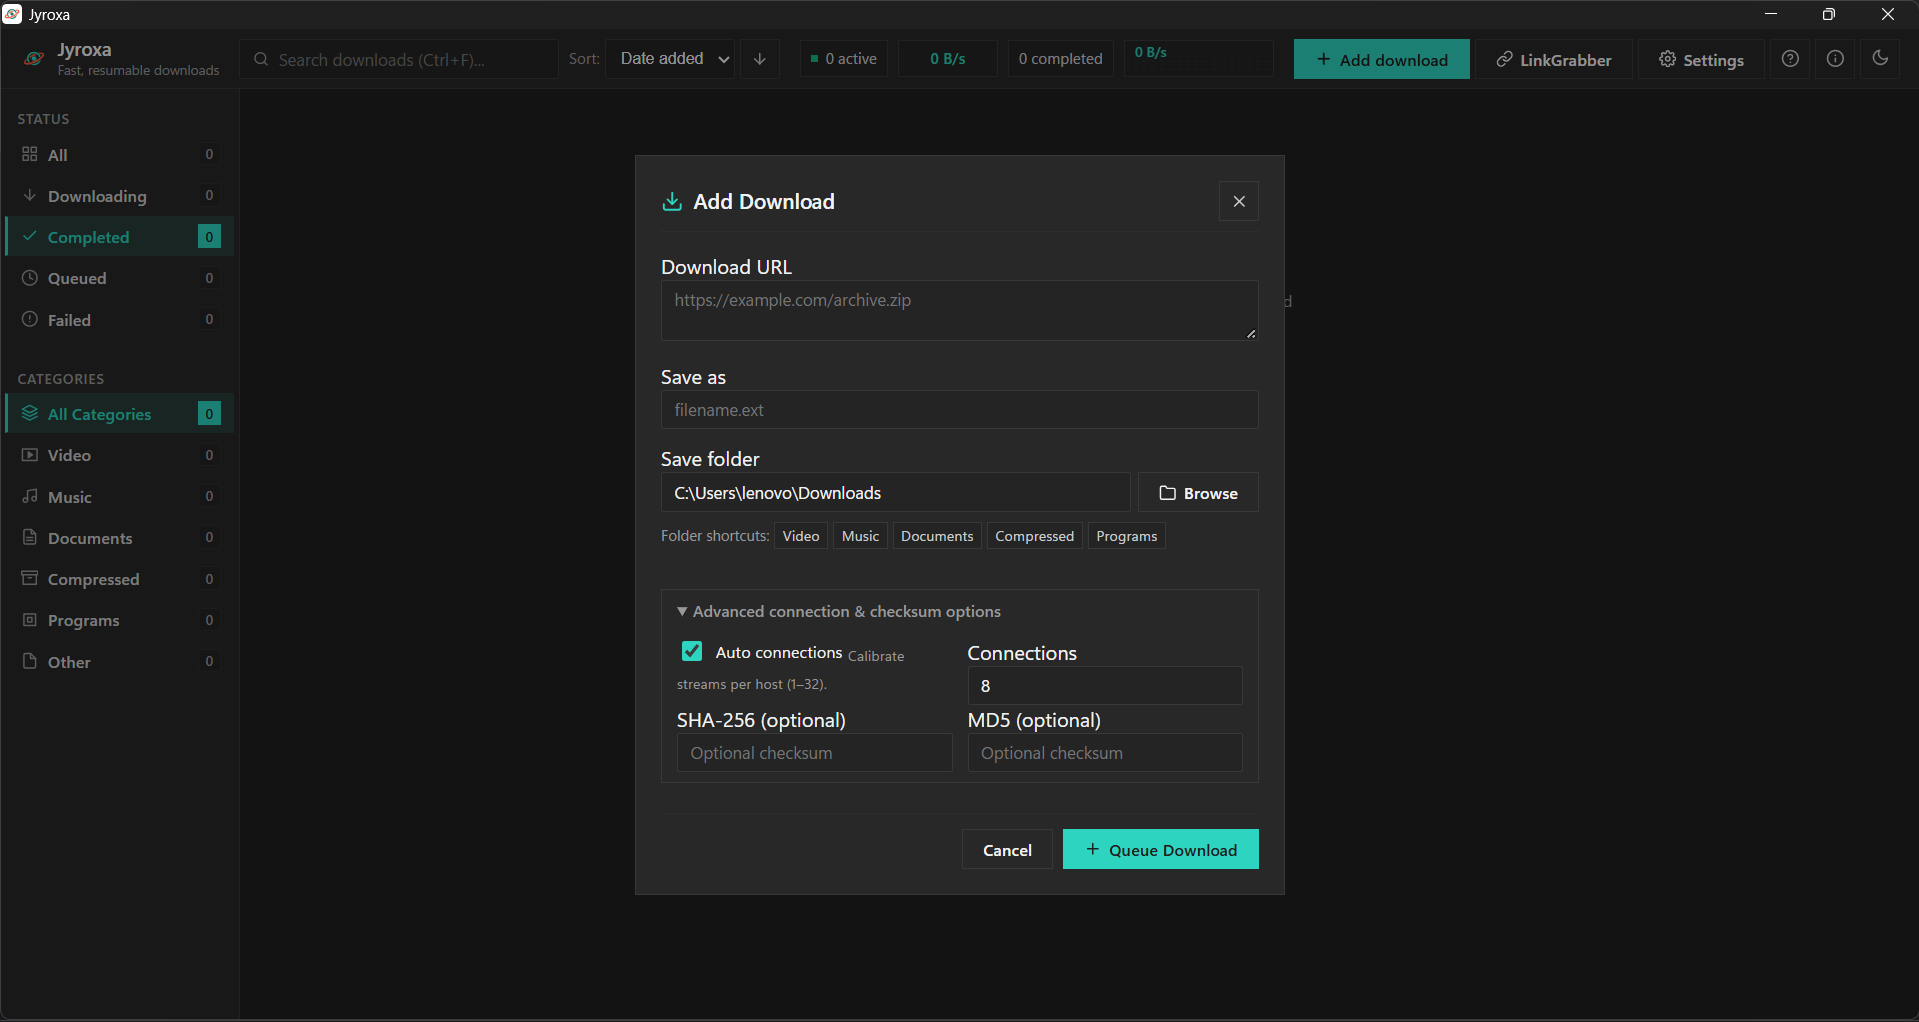 Jyroxa
Jyroxa
Fast, resumable downloads
Search downloads (Ctrl+F)...
Sort:
Date added
0 active
0 B/s
0 completed
0 B/s
+ Add download
LinkGrabber
Settings
STATUS
All 0
Downloading 0
Completed 0
Queued 0
Failed 0
CATEGORIES
All Categories 0
Video 0
Music 0
Documents 0
Compressed 0
Programs 0
Other 0
Add Download
Download URL
https://example.com/archive.zip
d
Save as
filename.ext
Save folder
C:\Users\lenovo\Downloads
Browse
Folder shortcuts: Video Music Documents Compressed Programs
Advanced connection & checksum options
Auto connections Calibrate
streams per host (1–32).
Connections
8
SHA-256 (optional)
Optional checksum
MD5 (optional)
Optional checksum
Cancel
+ Queue Download